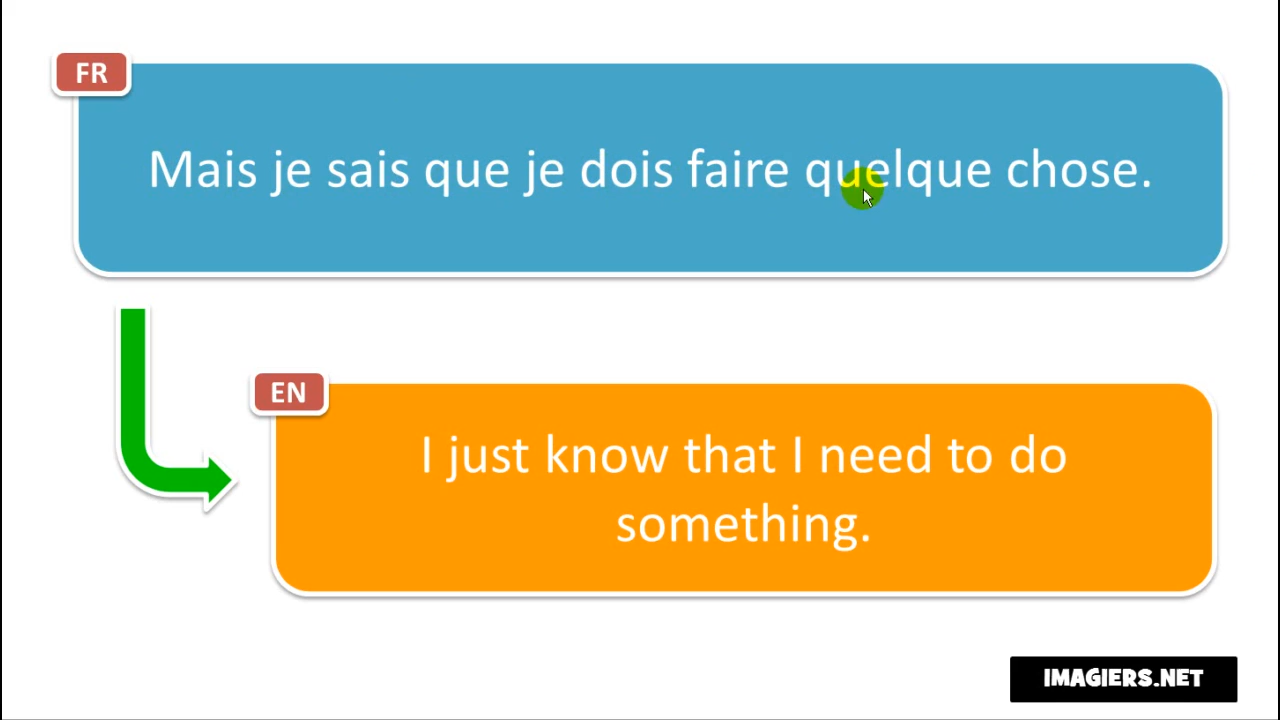 FR
Mais je sais que je dois faire quelque chose.
EN
I just know that I need to do
something.
IMAGIERS.NET